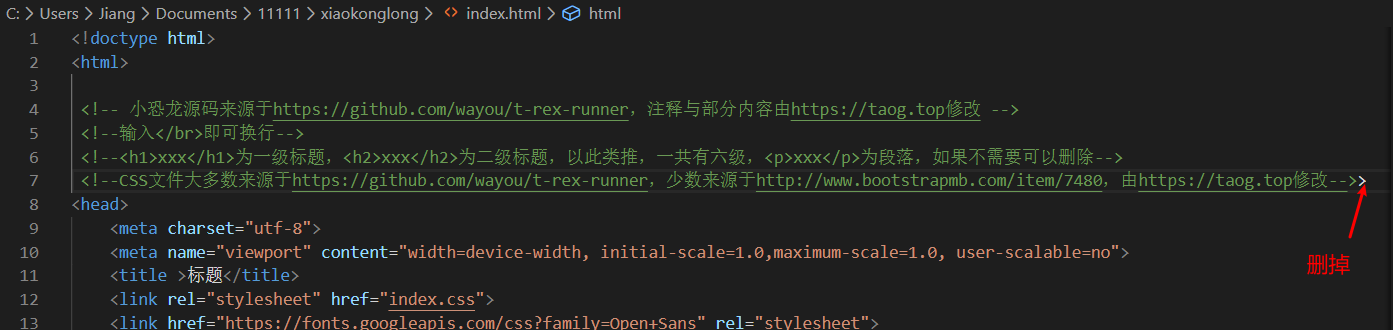 C: > Users > Jiang > Documents > 11111 > xiaokonglong > index.html > html
1 <!doctype html>
2 <html>
3
4 <!-- 小恐龙源码来源于https://github.com/wayou/t-rex-runner，注释与部分内容由https://taog.top修改 -->
5 <!--输入</br>即可换行-->
6 <!--<h1>xxx</h1>为一级标题，<h2>xxx</h2>为二级标题，以此类推，一共有六级，<p>xxx</p>为段落，如果不需要可以删除-->
7 <!--CSS文件大多数来源于https://github.com/wayou/t-rex-runner，少数来源于http://www.bootstrapmb.com/item/7480，由https://taog.top修改-->>
8 <head>
9 <meta charset="utf-8">
10 <meta name="viewport" content="width=device-width, initial-scale=1.0,maximum-scale=1.0, user-scalable=no">
11 <title >标题</title>
删掉
12 <link rel="stylesheet" href="index.css">
13 <link href="https://fonts.googleapis.com/css?family=Open+Sans" rel="stylesheet">